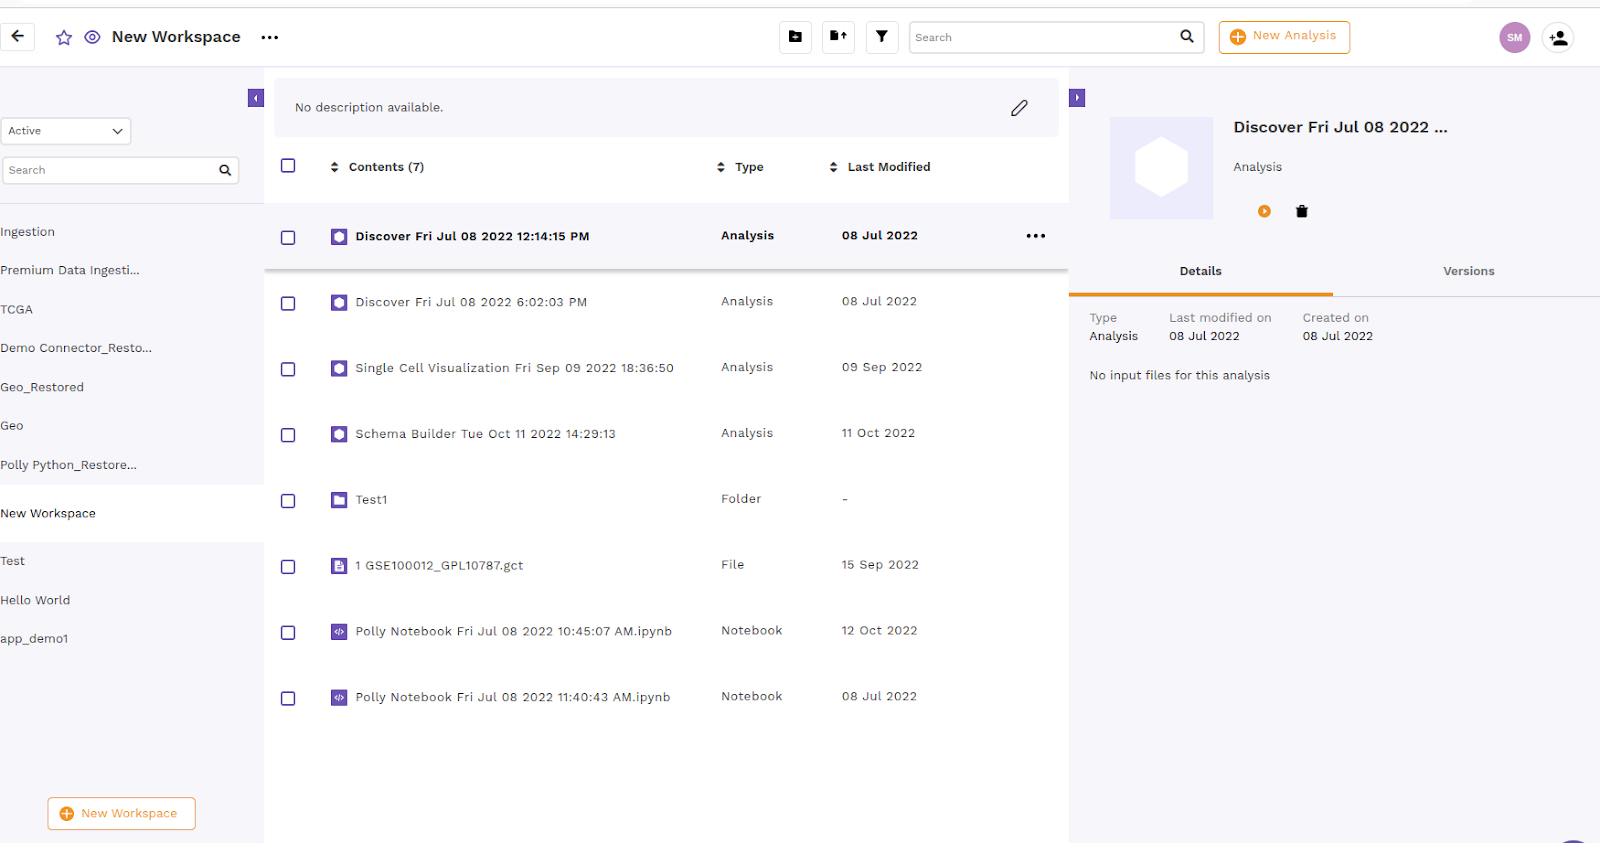 New Workspace
Search
New Analysis
SM
Active
Search
Ingestion
Premium Data Ingesti...
TCGA
Demo Connector_Resto...
Geo_Restored
Geo
Polly Python_Restore...
New Workspace
Test
Hello World
app_demo1
New Workspace
No description available.
Contents (7) Type Last Modified
Discover Fri Jul 08 2022 12:14:15 PM Analysis 08 Jul 2022
Discover Fri Jul 08 2022 6:02:03 PM Analysis 08 Jul 2022
Single Cell Visualization Fri Sep 09 2022 18:36:50 Analysis 09 Sep 2022
Schema Builder Tue Oct 11 2022 14:29:13 Analysis 11 Oct 2022
Test1 Folder -
1 GSE100012_GPL10787.gct File 15 Sep 2022
Polly Notebook Fri Jul 08 2022 10:45:07 AM.ipynb Notebook 12 Oct 2022
Polly Notebook Fri Jul 08 2022 11:40:43 AM.ipynb Notebook 08 Jul 2022
Discover Fri Jul 08 2022 ...
Analysis
Details Versions
Type Last modified on Created on
Analysis 08 Jul 2022 08 Jul 2022
No input files for this analysis